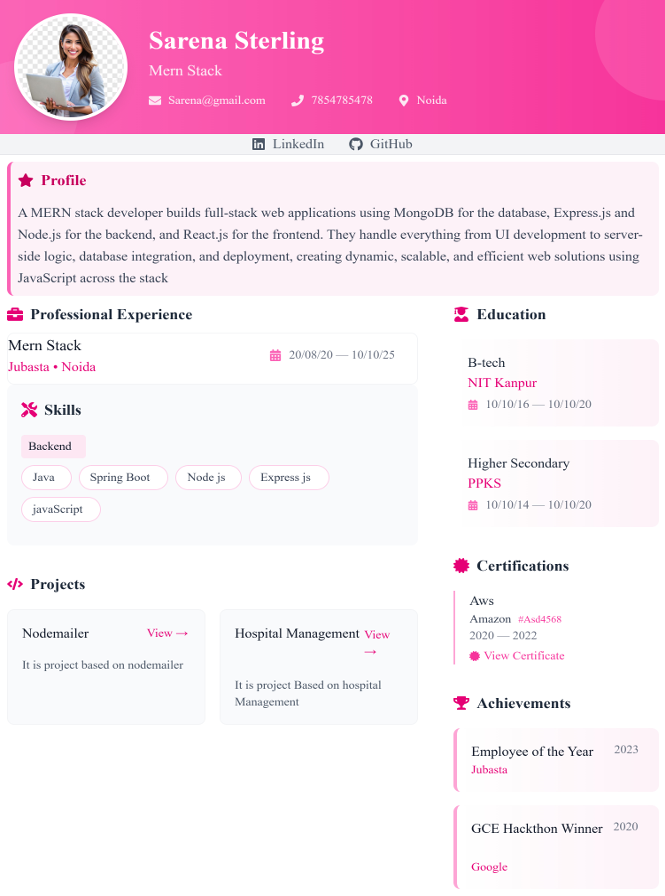 Sarena Sterling
Mern Stack
Sarena@gmail.com 7854785478 Noida
LinkedIn GitHub
Profile
A MERN stack developer builds full-stack web applications using MongoDB for the database, Express.js and
Node.js for the backend, and React.js for the frontend. They handle everything from UI development to server-
side logic, database integration, and deployment, creating dynamic, scalable, and efficient web solutions using
JavaScript across the stack
Professional Experience
Mern Stack
Jubasta • Noida
20/08/20 — 10/10/25
Skills
Backend
Java Spring Boot Node js Express js
javaScript
Projects
Nodemailer View →
It is project based on nodemailer
Hospital Management View
→
It is project Based on hospital
Management
Education
B-tech
NIT Kanpur
10/10/16 — 10/10/20
Higher Secondary
PPKS
10/10/14 — 10/10/20
Certifications
Aws
Amazon #Asd4568
2020 — 2022
View Certificate
Achievements
Employee of the Year 2023
Jubasta
GCE Hackthon Winner 2020
Google